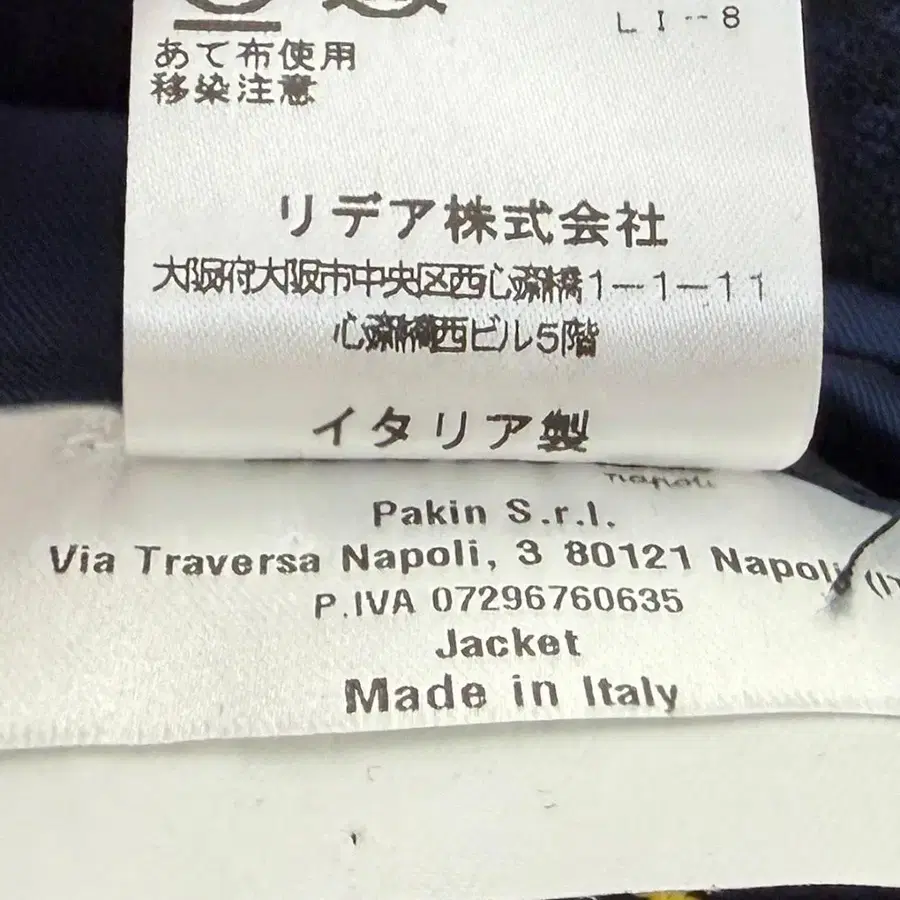 LI--8
あて布使用
移染注意
リデア株式会社
大阪府大阪市中央区西心斎橋1-1-11
心斎橋西ビル5階
イタリア製
napoli
Pakin S.r.l.
Via Traversa Napoli, 3 80121 Napoli (IT
P.IVA 07296760635
Jacket
Made in Italy